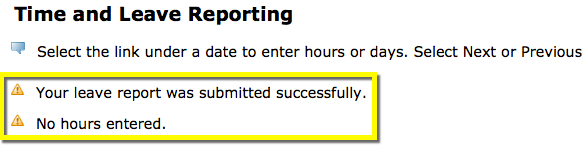 Time and Leave Reporting
Select the link under a date to enter hours or days. Select Next or Previous
Your leave report was submitted successfully.
No hours entered.